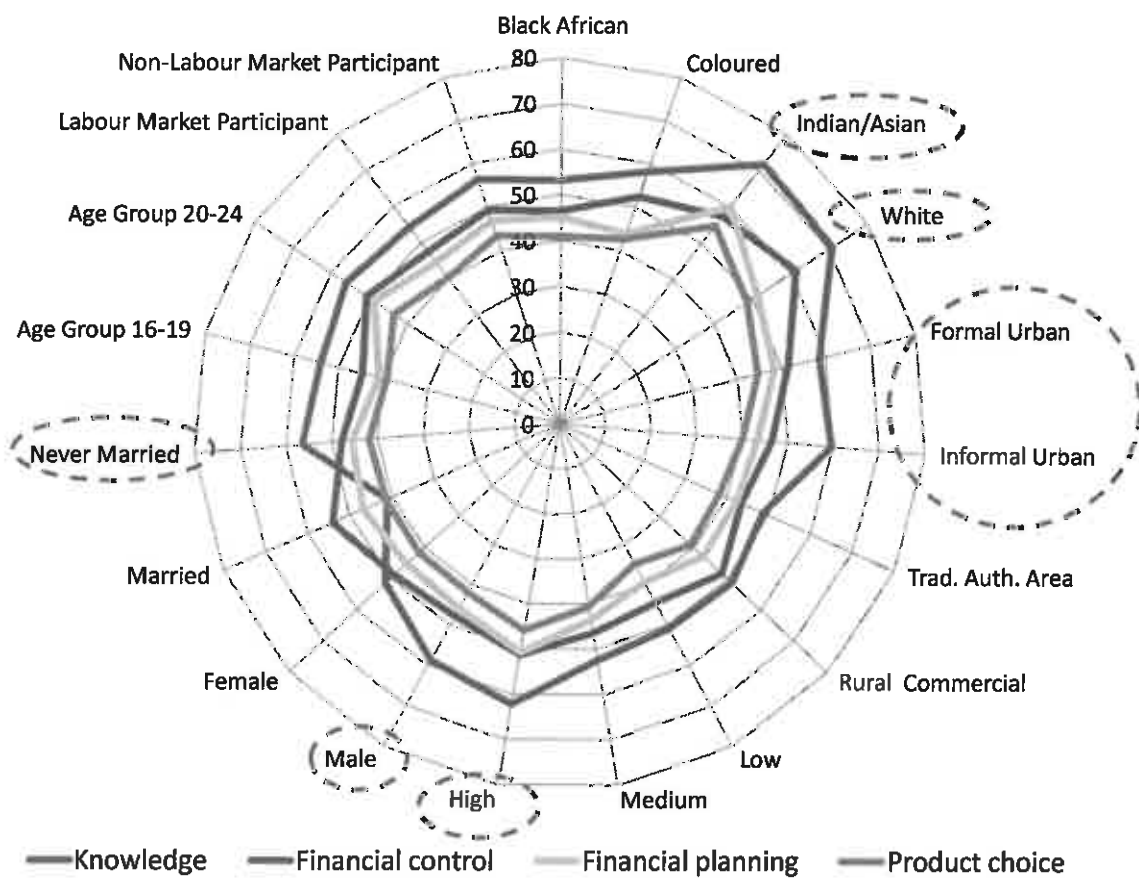 Black African
Non-Labour Market Participant
80
Coloured
70
Labour Market Participant
Indian/Asian
60
Age Group 20-24
50
White
40
30
Age Group 16-19
20
Formal Urban
10
0
Never Married
Informal Urban
Married
Trad. Auth. Area
Female
Rural Commercial
Male
Low
High
Medium
Knowledge Financial control Financial planning Product choice